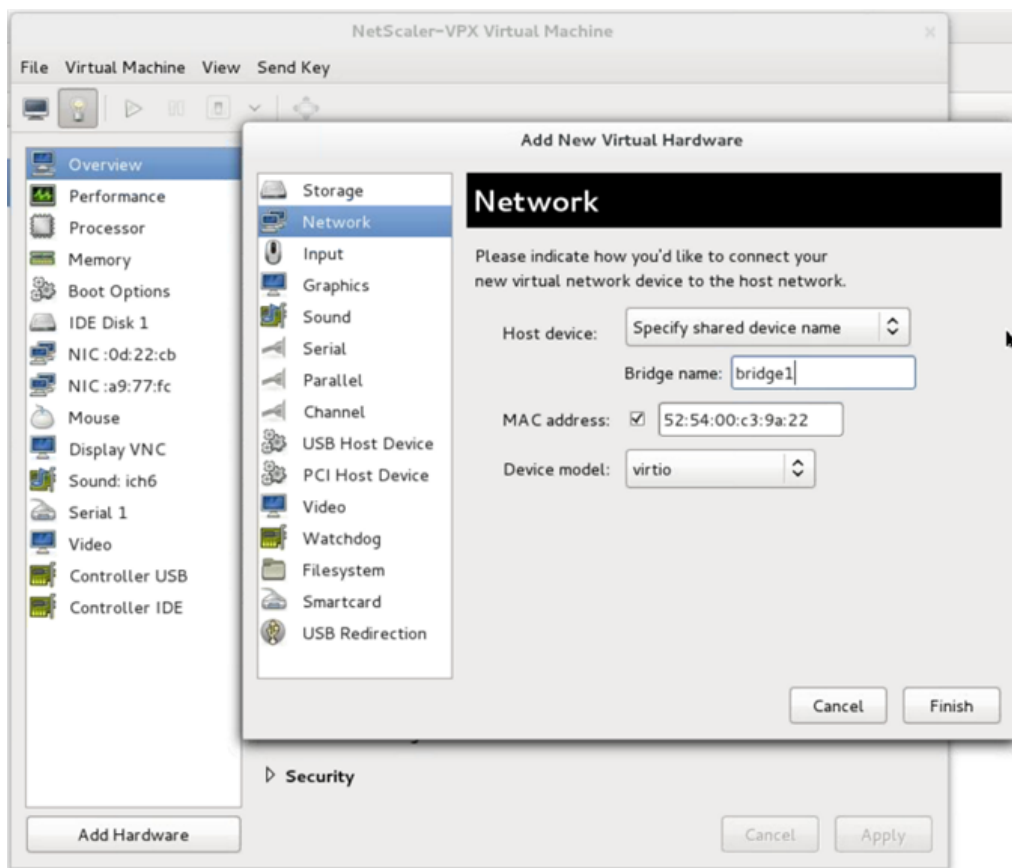 NetScaler-VPX Virtual Machine
File Virtual Machine View Send Key
Overview
Performance
Processor
Memory
Boot Options
IDE Disk 1
NIC :0d:22:cb
NIC :a9:77:fc
Mouse
Display VNC
Sound: ich6
Serial 1
Video
Controller USB
Controller IDE
Add Hardware
Add New Virtual Hardware
Storage
Network
Input
Graphics
Sound
Serial
Parallel
Channel
USB Host Device
PCI Host Device
Video
Watchdog
Filesystem
Smartcard
USB Redirection
Network
Please indicate how you'd like to connect your
new virtual network device to the host network.
Host device: Specify shared device name
Bridge name: bridge1
MAC address: 52:54:00:c3:9a:22
Device model: virtio
Cancel Finish
Security
Cancel Apply